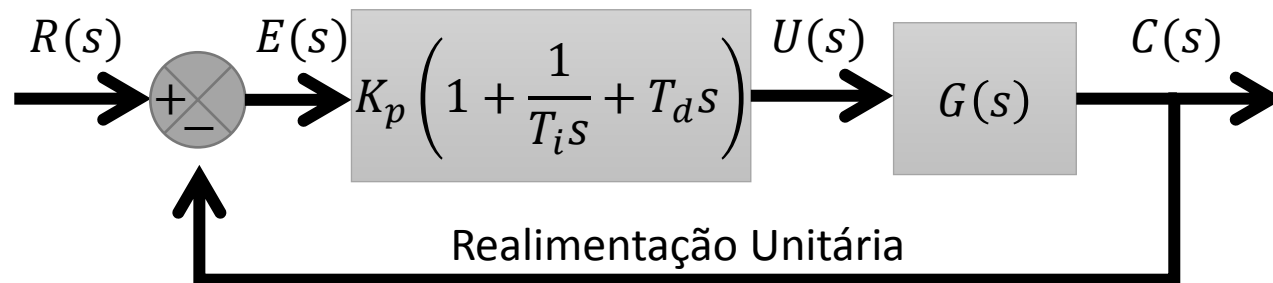 R(s) E(s) U(s) C(s)
+ − K_p (1 + 1/(T_i s) + T_d s) G(s)
Realimentação Unitária